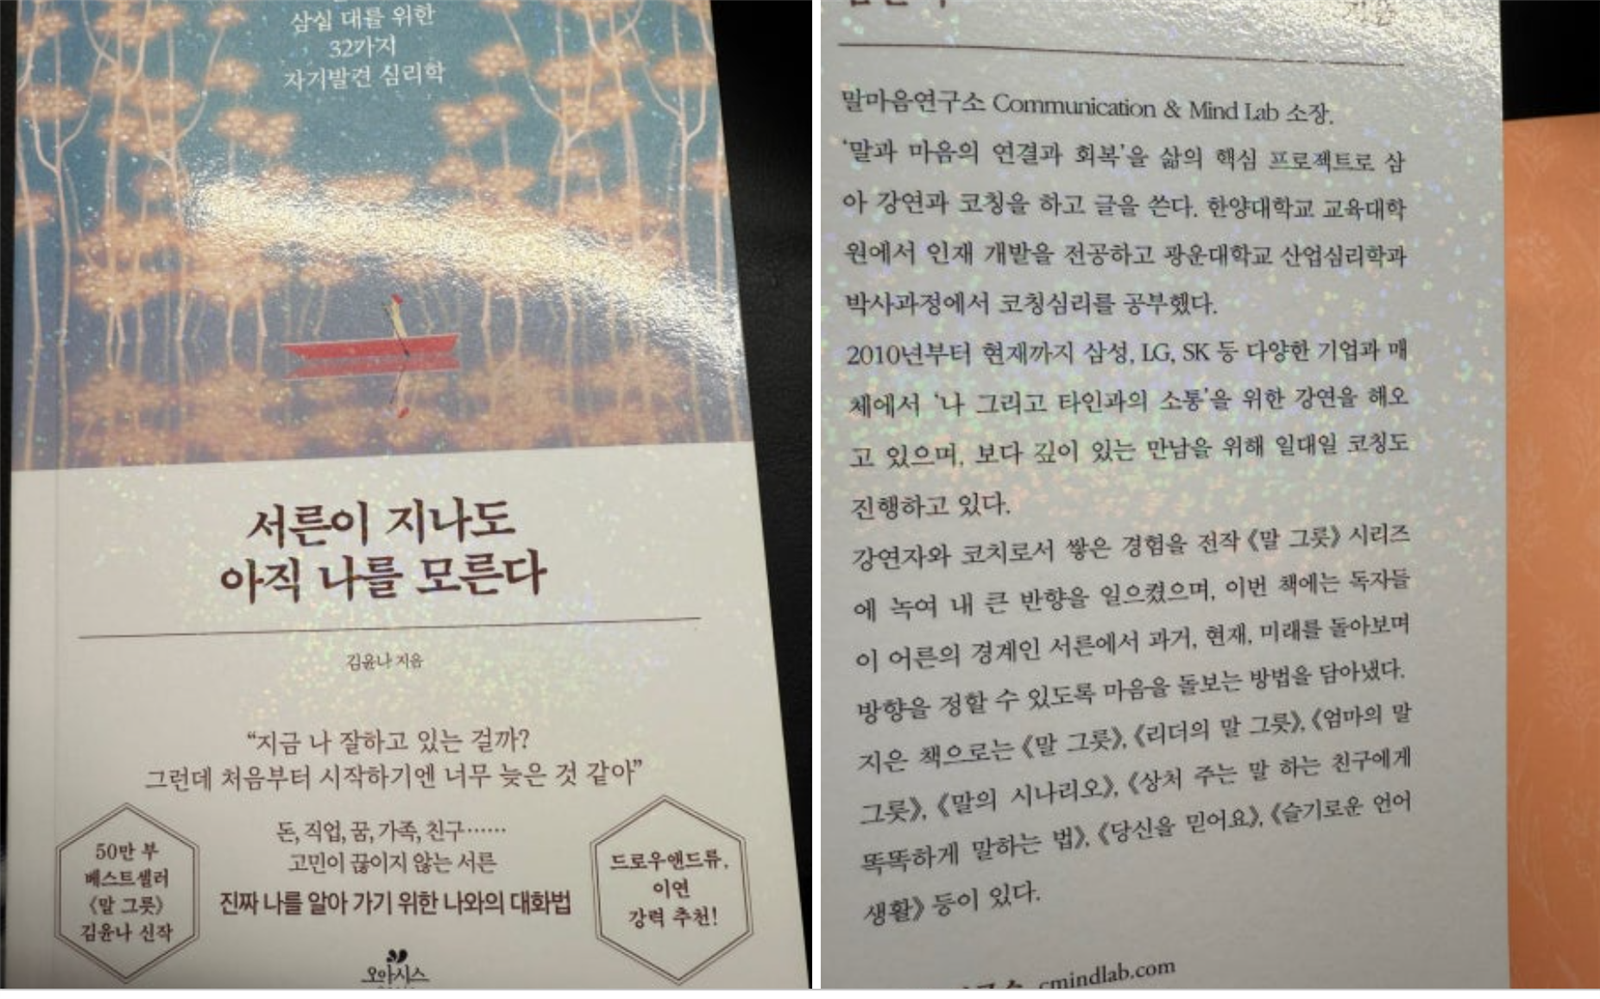 삼십 대를 위한
32가지
자기발견 심리학
서른이 지나도
아직 나를 모른다
김윤나 지음
“지금 나 잘하고 있는 걸까?
그런데 처음부터 시작하기엔 너무 늦은 것 같아”
돈, 직업, 꿈, 가족, 친구……
고민이 끊이지 않는 서른
진짜 나를 알아 가기 위한 나와의 대화법
50만 부
베스트셀러
《말 그릇》
김윤나 신작
드로우앤드류,
이연
강력 추천!
오아시스
말마음연구소 Communication & Mind Lab 소장.
‘말과 마음의 연결과 회복’을 삶의 핵심 프로젝트로 삼
아 강연과 코칭을 하고 글을 쓴다. 한양대학교 교육대학
원에서 인재 개발을 전공하고 광운대학교 산업심리학과
박사과정에서 코칭심리를 공부했다.
2010년부터 현재까지 삼성, LG, SK 등 다양한 기업과 매
체에서 ‘나 그리고 타인과의 소통’을 위한 강연을 해오
고 있으며, 보다 깊이 있는 만남을 위해 일대일 코칭도
진행하고 있다.
강연자와 코치로서 쌓은 경험을 전작 《말 그릇》 시리즈
에 녹여 내 큰 반향을 일으켰으며, 이번 책에는 독자들
이 어른의 경계인 서른에서 과거, 현재, 미래를 돌아보며
방향을 정할 수 있도록 마음을 돌보는 방법을 담아냈다.
지은 책으로는 《말 그릇》, 《리더의 말 그릇》, 《엄마의 말
그릇》, 《말의 시나리오》, 《상처 주는 말 하는 친구에게
똑똑하게 말하는 법》, 《당신을 믿어요》, 《슬기로운 언어
생활》 등이 있다.
cmindlab.com